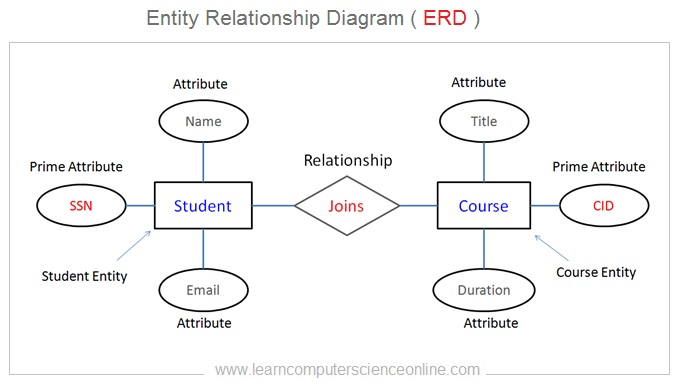 Entity Relationship Diagram ( ERD )
Attribute
Attribute
Name
Title
Relationship
Prime Attribute
Prime Attribute
SSN
Student
Joins
Course
CID
Student Entity
Course Entity
Email
Duration
Attribute
Attribute
www.learncomputerscienceonline.com